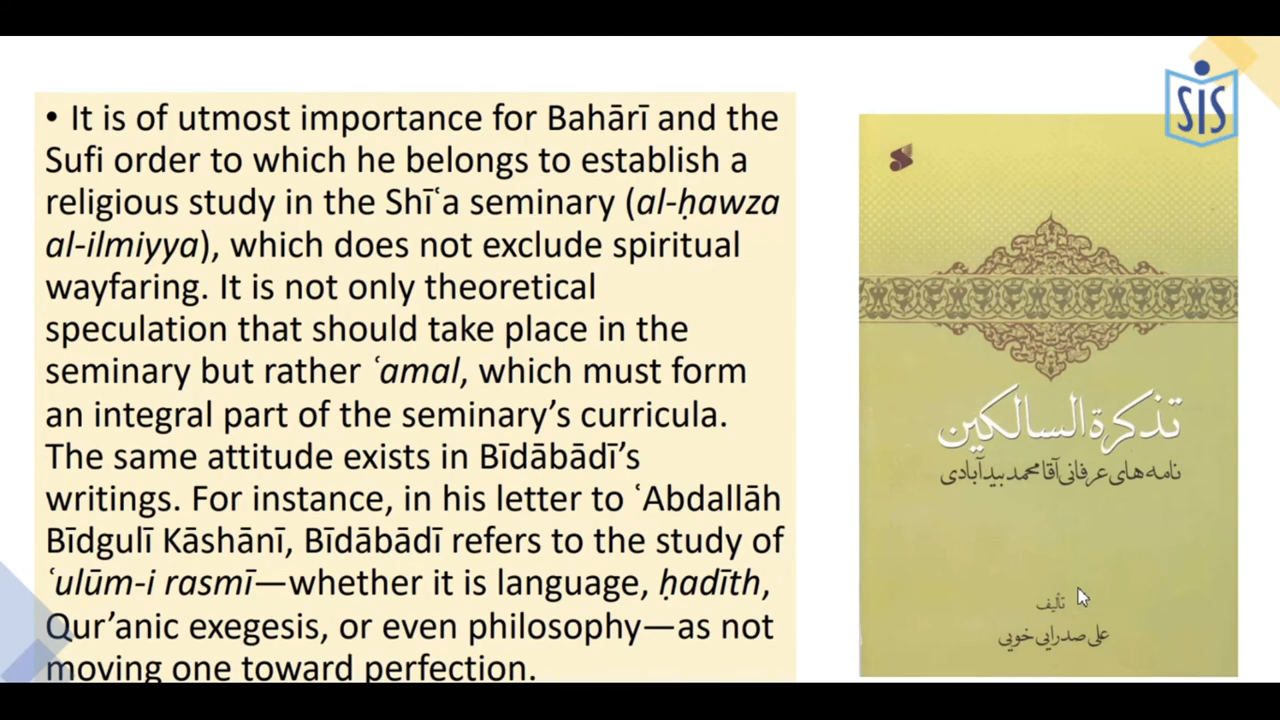 • It is of utmost importance for Bahārī and the
Sufi order to which he belongs to establish a
religious study in the Shīʿa seminary (al-ḥawza
al-ilmiyya), which does not exclude spiritual
wayfaring. It is not only theoretical
speculation that should take place in the
seminary but rather ʿamal, which must form
an integral part of the seminary’s curricula.
The same attitude exists in Bīdābādī’s
writings. For instance, in his letter to ʿAbdallāh
Bīdgulī Kāshānī, Bīdābādī refers to the study of
ʿulūm-i rasmī—whether it is language, ḥadīth,
Qur’anic exegesis, or even philosophy—as not
moving one toward perfection.
SIS
تذكرة السالكين
نامه های عرفانی آقا محمد بیدآبادی
تألیف
علی صدرایی خویی